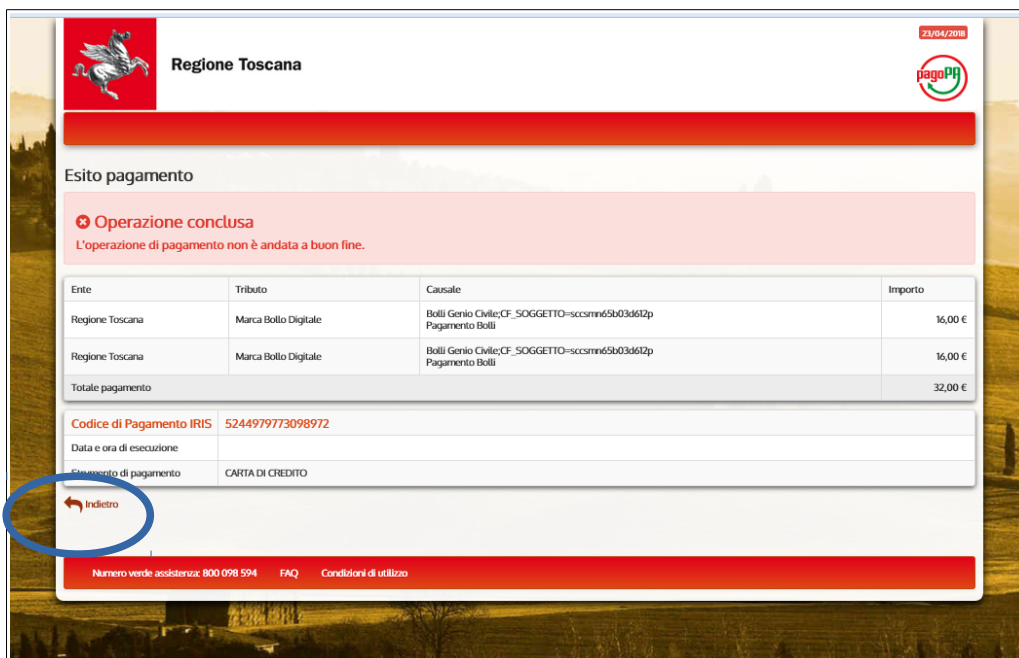 23/04/2018
Regione Toscana
pagoPA
Esito pagamento
Operazione conclusa
L'operazione di pagamento non è andata a buon fine.
Ente Tributo Causale Importo
Regione Toscana Marca Bollo Digitale Bolli Genio Civile;CF_SOGGETTO=sccsmn65b03d612p 16,00 €
Pagamento Bolli
Regione Toscana Marca Bollo Digitale Bolli Genio Civile;CF_SOGGETTO=sccsmn65b03d612p 16,00 €
Pagamento Bolli
Totale pagamento 32,00 €
Codice di Pagamento IRIS 5244979773098972
Data e ora di esecuzione
Strumento di pagamento CARTA DI CREDITO
Indietro
Numero verde assistenza: 800 098 594 FAQ Condizioni di utilizzo